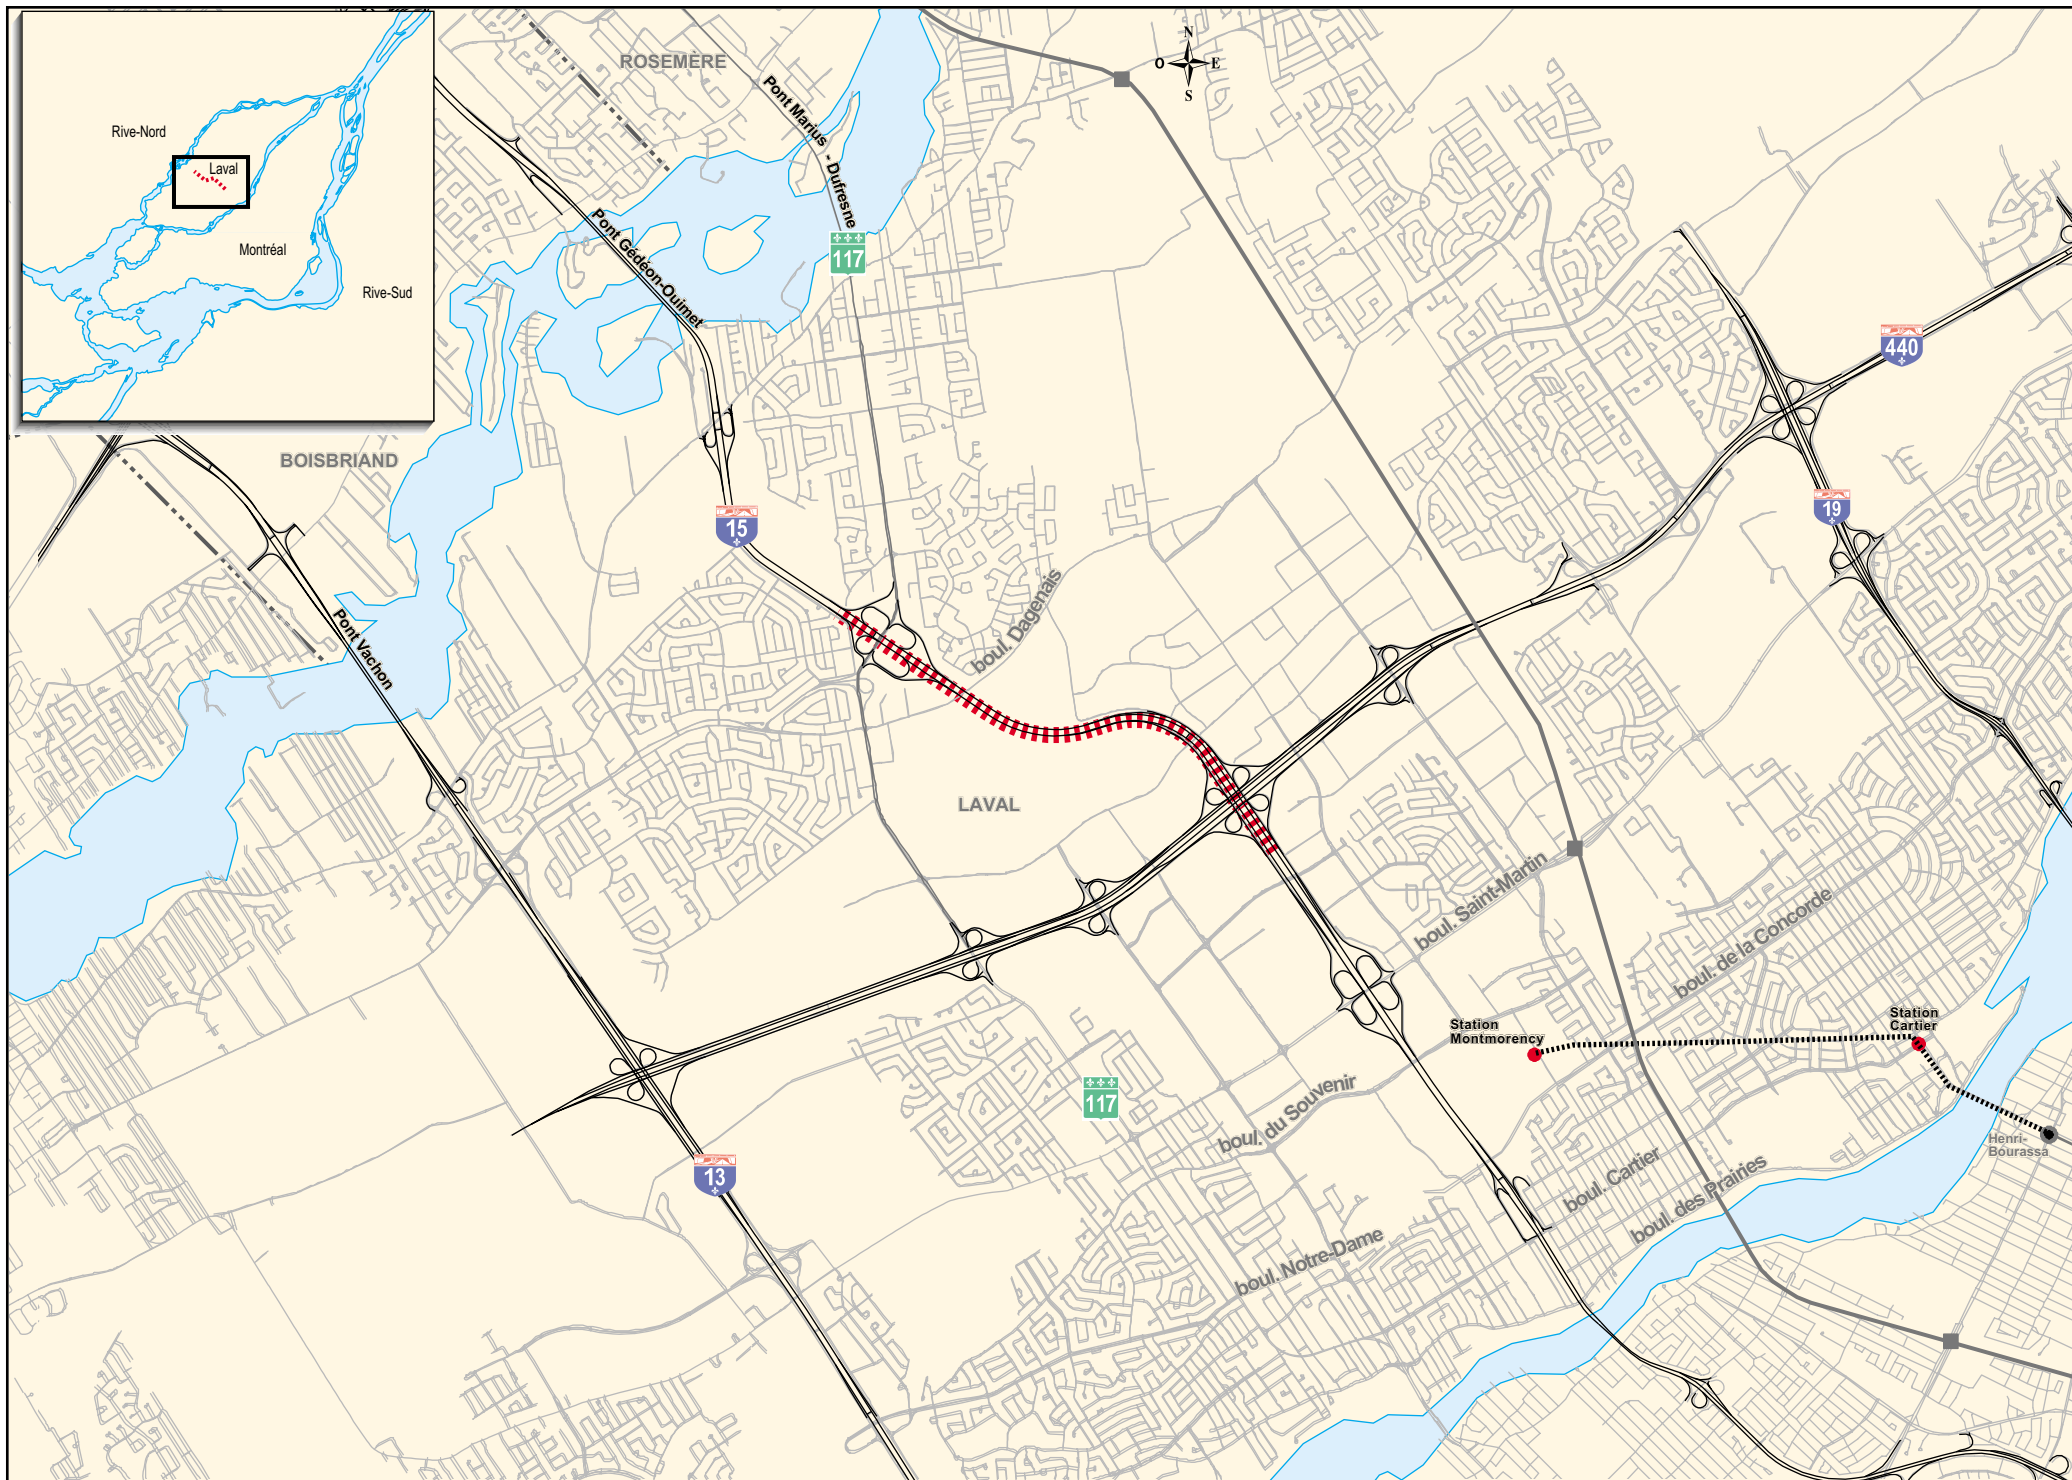 Rive-Nord
Laval
Montréal
Rive-Sud
ROSEMÈRE
N
O
E
S
Pont Marius - Dufresne
117
Pont Gédéon-Ouimet
440
BOISBRIAND
15
19
Pont Vachon
boul. Dagenais
LAVAL
boul. Saint-Martin
boul. de la Concorde
Station
Montmorency
Station
Cartier
117
boul. du Souvenir
Henri-
Bourassa
13
boul. Cartier
boul. des Prairies
boul. Notre-Dame